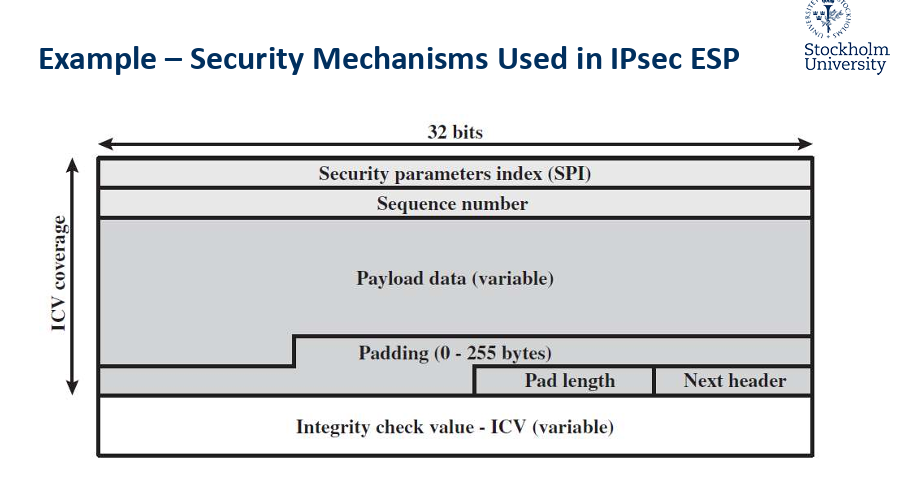 Example – Security Mechanisms Used in IPsec ESP
Stockholm
University
32 bits
ICV coverage
Security parameters index (SPI)
Sequence number
Payload data (variable)
Padding (0 - 255 bytes)
Pad length
Next header
Integrity check value - ICV (variable)